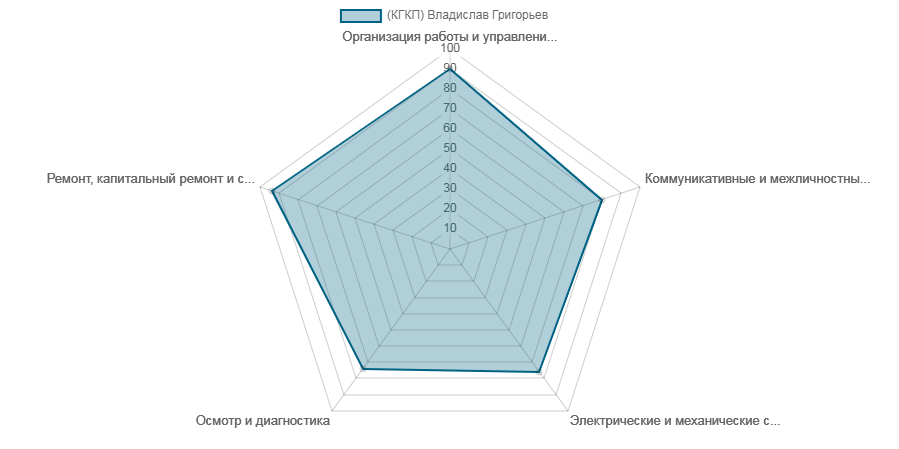 (КГКП) Владислав Григорьев
Организация работы и управлени...
100
90
80
70
60
50
40
30
20
10
Ремонт, капитальный ремонт и с...
Коммуникативные и межличностны...
Осмотр и диагностика
Электрические и механические с...